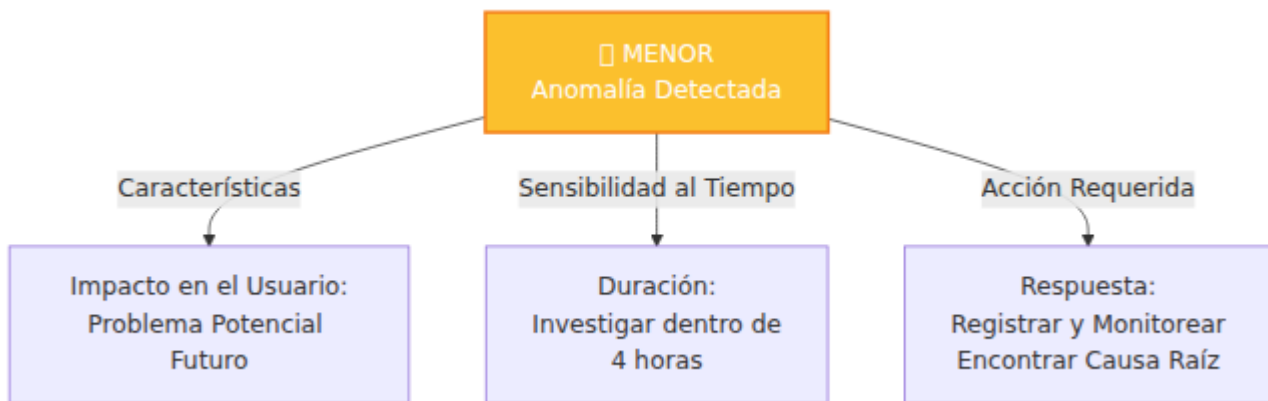 MENOR
Anomalía Detectada
Características
Sensibilidad al Tiempo
Acción Requerida
Impacto en el Usuario:
Problema Potencial
Futuro
Duración:
Investigar dentro de
4 horas
Respuesta:
Registrar y Monitorear
Encontrar Causa Raíz